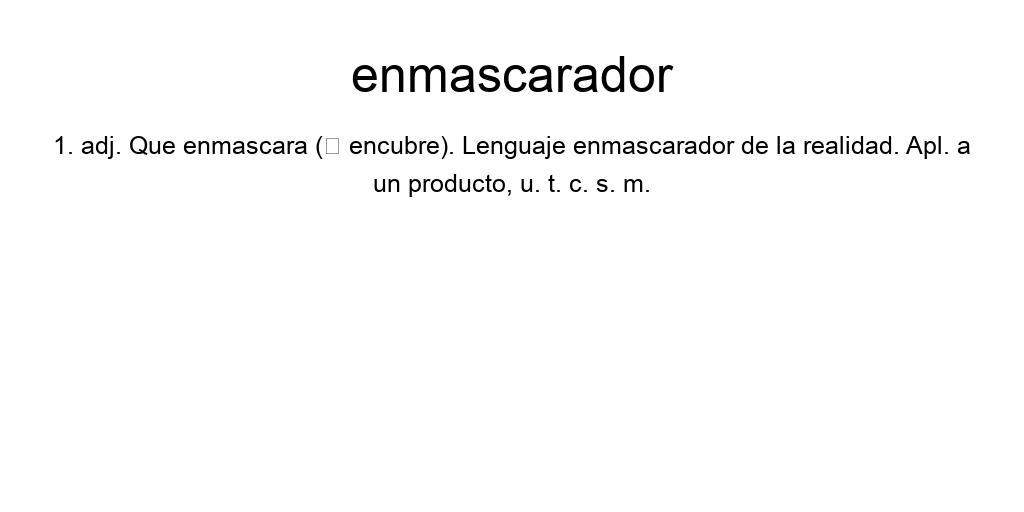 enmascarador
1. adj. Que enmascara (□ encubre). Lenguaje enmascarador de la realidad. Apl. a
un producto, u. t. c. s. m.